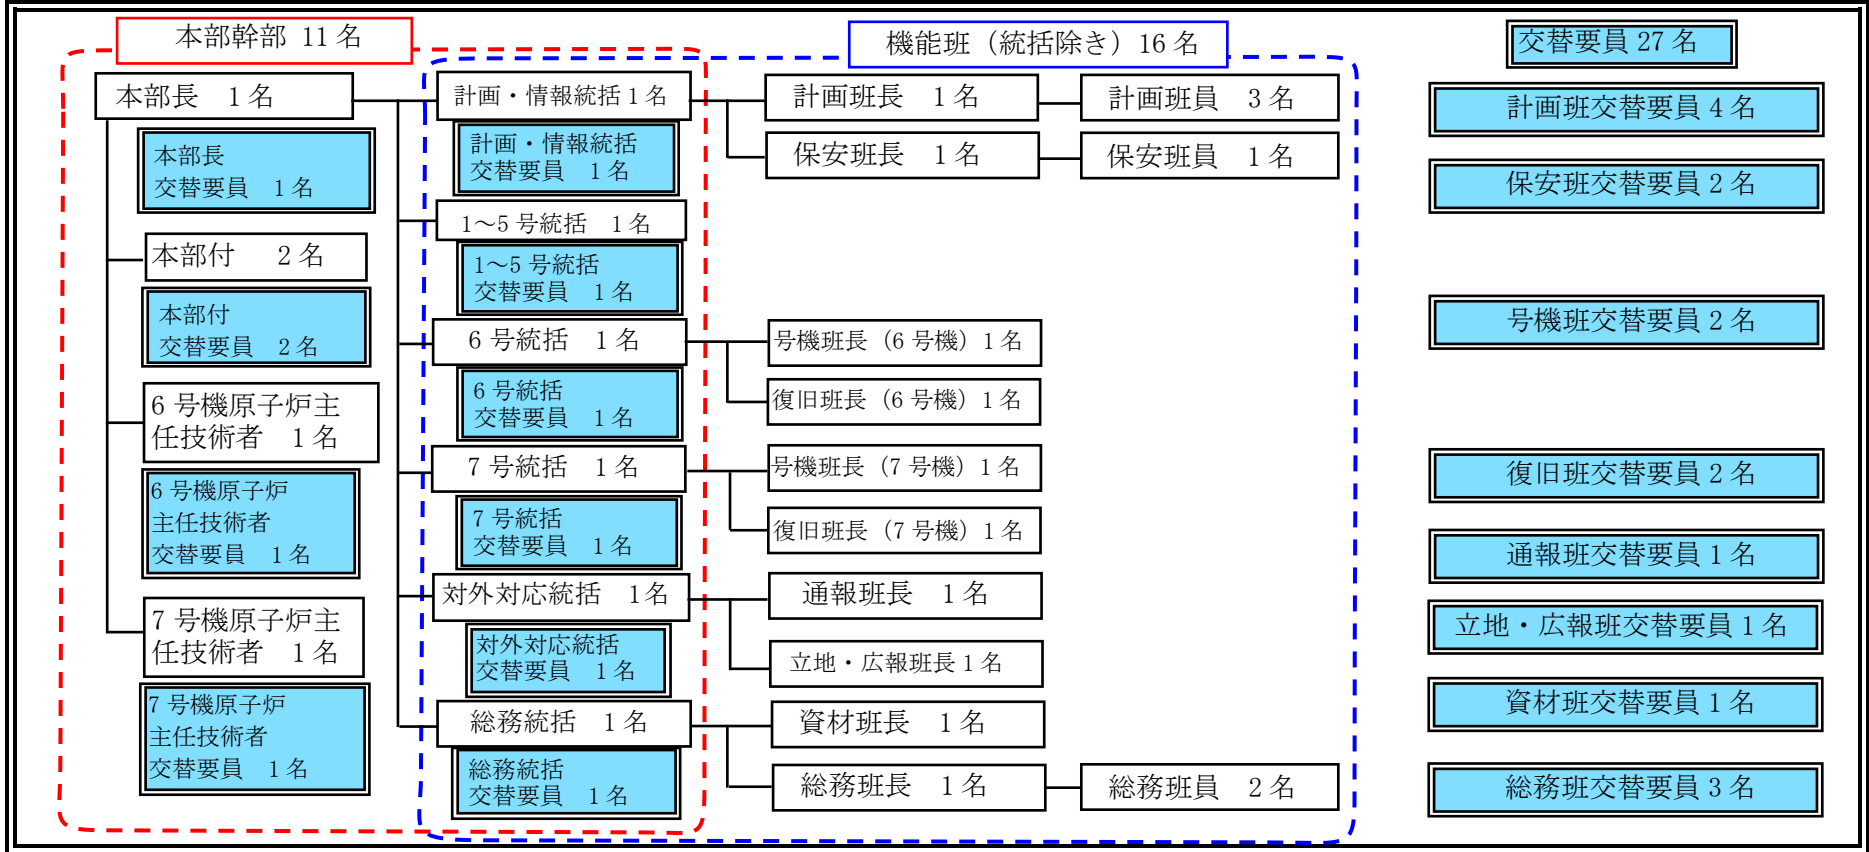 本部幹部 11名
本部長 1名
本部長
交替要員 1名
本部付 2名
本部付
交替要員 2名
6号機原子炉主
任技術者 1名
6号機原子炉
主任技術者
交替要員 1名
7号機原子炉主
任技術者 1名
7号機原子炉
主任技術者
交替要員 1名
機能班（統括除き）16名
計画・情報統括1名
計画・情報統括
交替要員 1名
1～5号統括 1名
1～5号統括
交替要員 1名
6号統括 1名
6号統括
交替要員 1名
7号統括 1名
7号統括
交替要員 1名
対外対応統括 1名
対外対応統括
交替要員 1名
総務統括 1名
総務統括
交替要員 1名
計画班長 1名
計画班員 3名
保安班長 1名
保安班員 1名
号機班長（6号機）1名
復旧班長（6号機）1名
号機班長（7号機）1名
復旧班長（7号機）1名
通報班長 1名
立地・広報班長1名
資材班長 1名
総務班長 1名
総務班員 2名
交替要員27名
計画班交替要員4名
保安班交替要員2名
号機班交替要員2名
復旧班交替要員2名
通報班交替要員1名
立地・広報班交替要員1名
資材班交替要員1名
総務班交替要員3名